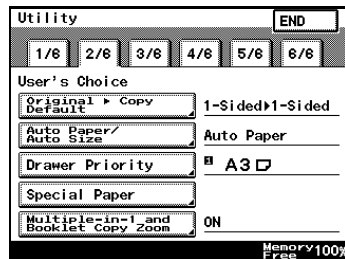 Utility
END
1/6 2/6 3/6 4/6 5/6 6/6
User's Choice
Original ▸ Copy
Default
1-Sided▸1-Sided
Auto Paper/
Auto Size
Auto Paper
Drawer Priority
1 A3
Special Paper
Multiple-in-1 and
Booklet Copy Zoom
ON
Memory
Free 100%